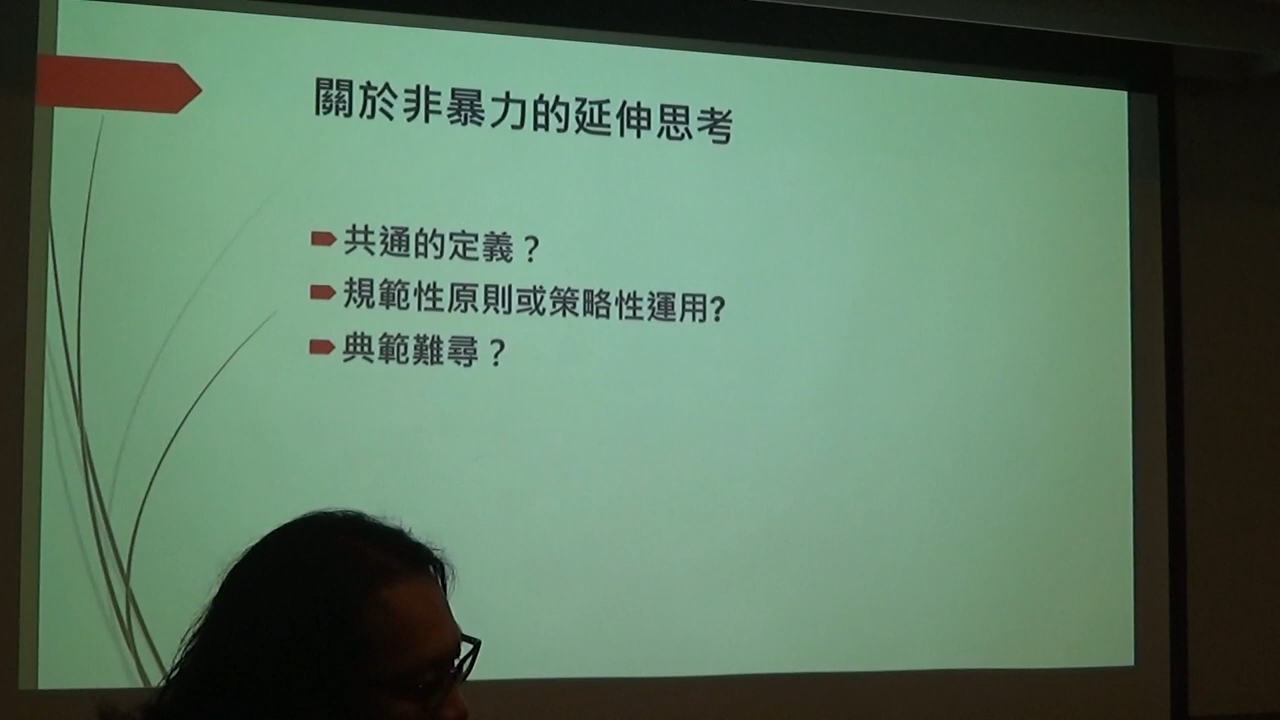 關於非暴力的延伸思考
共通的定義？
規範性原則或策略性運用?
典範難尋？